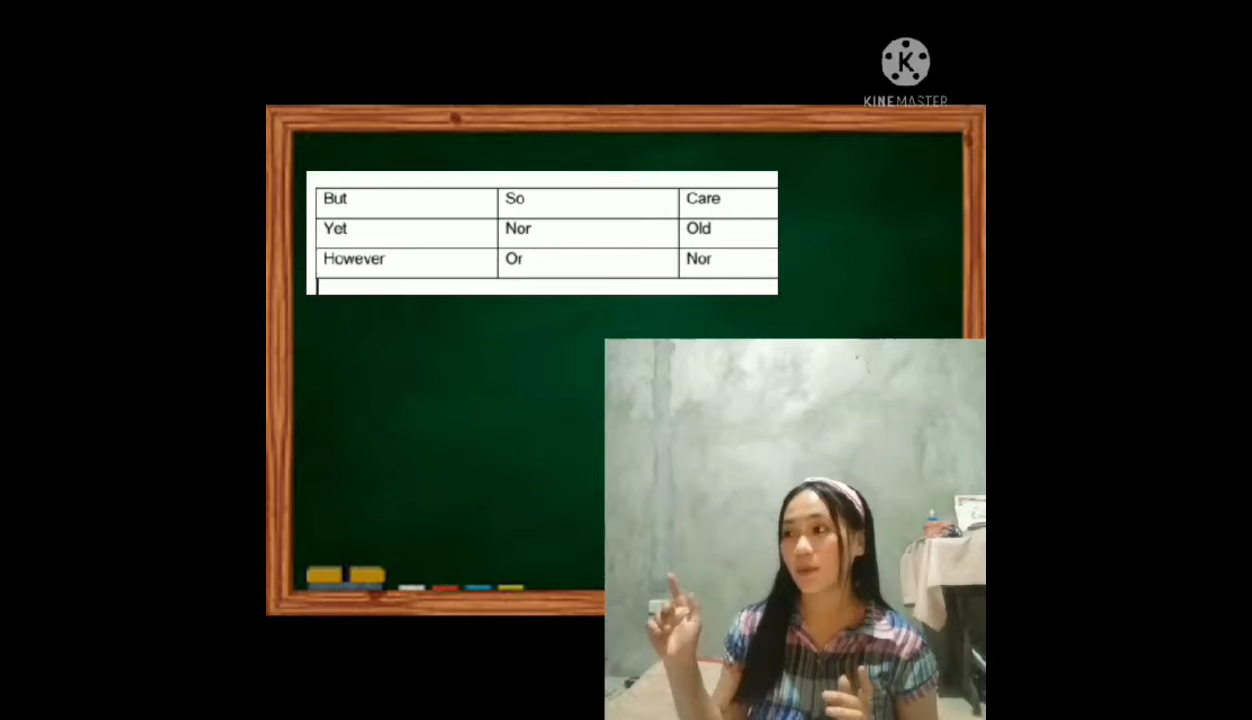 K
KINEMASTER
But So Care
Yet Nor Old
However Or Nor